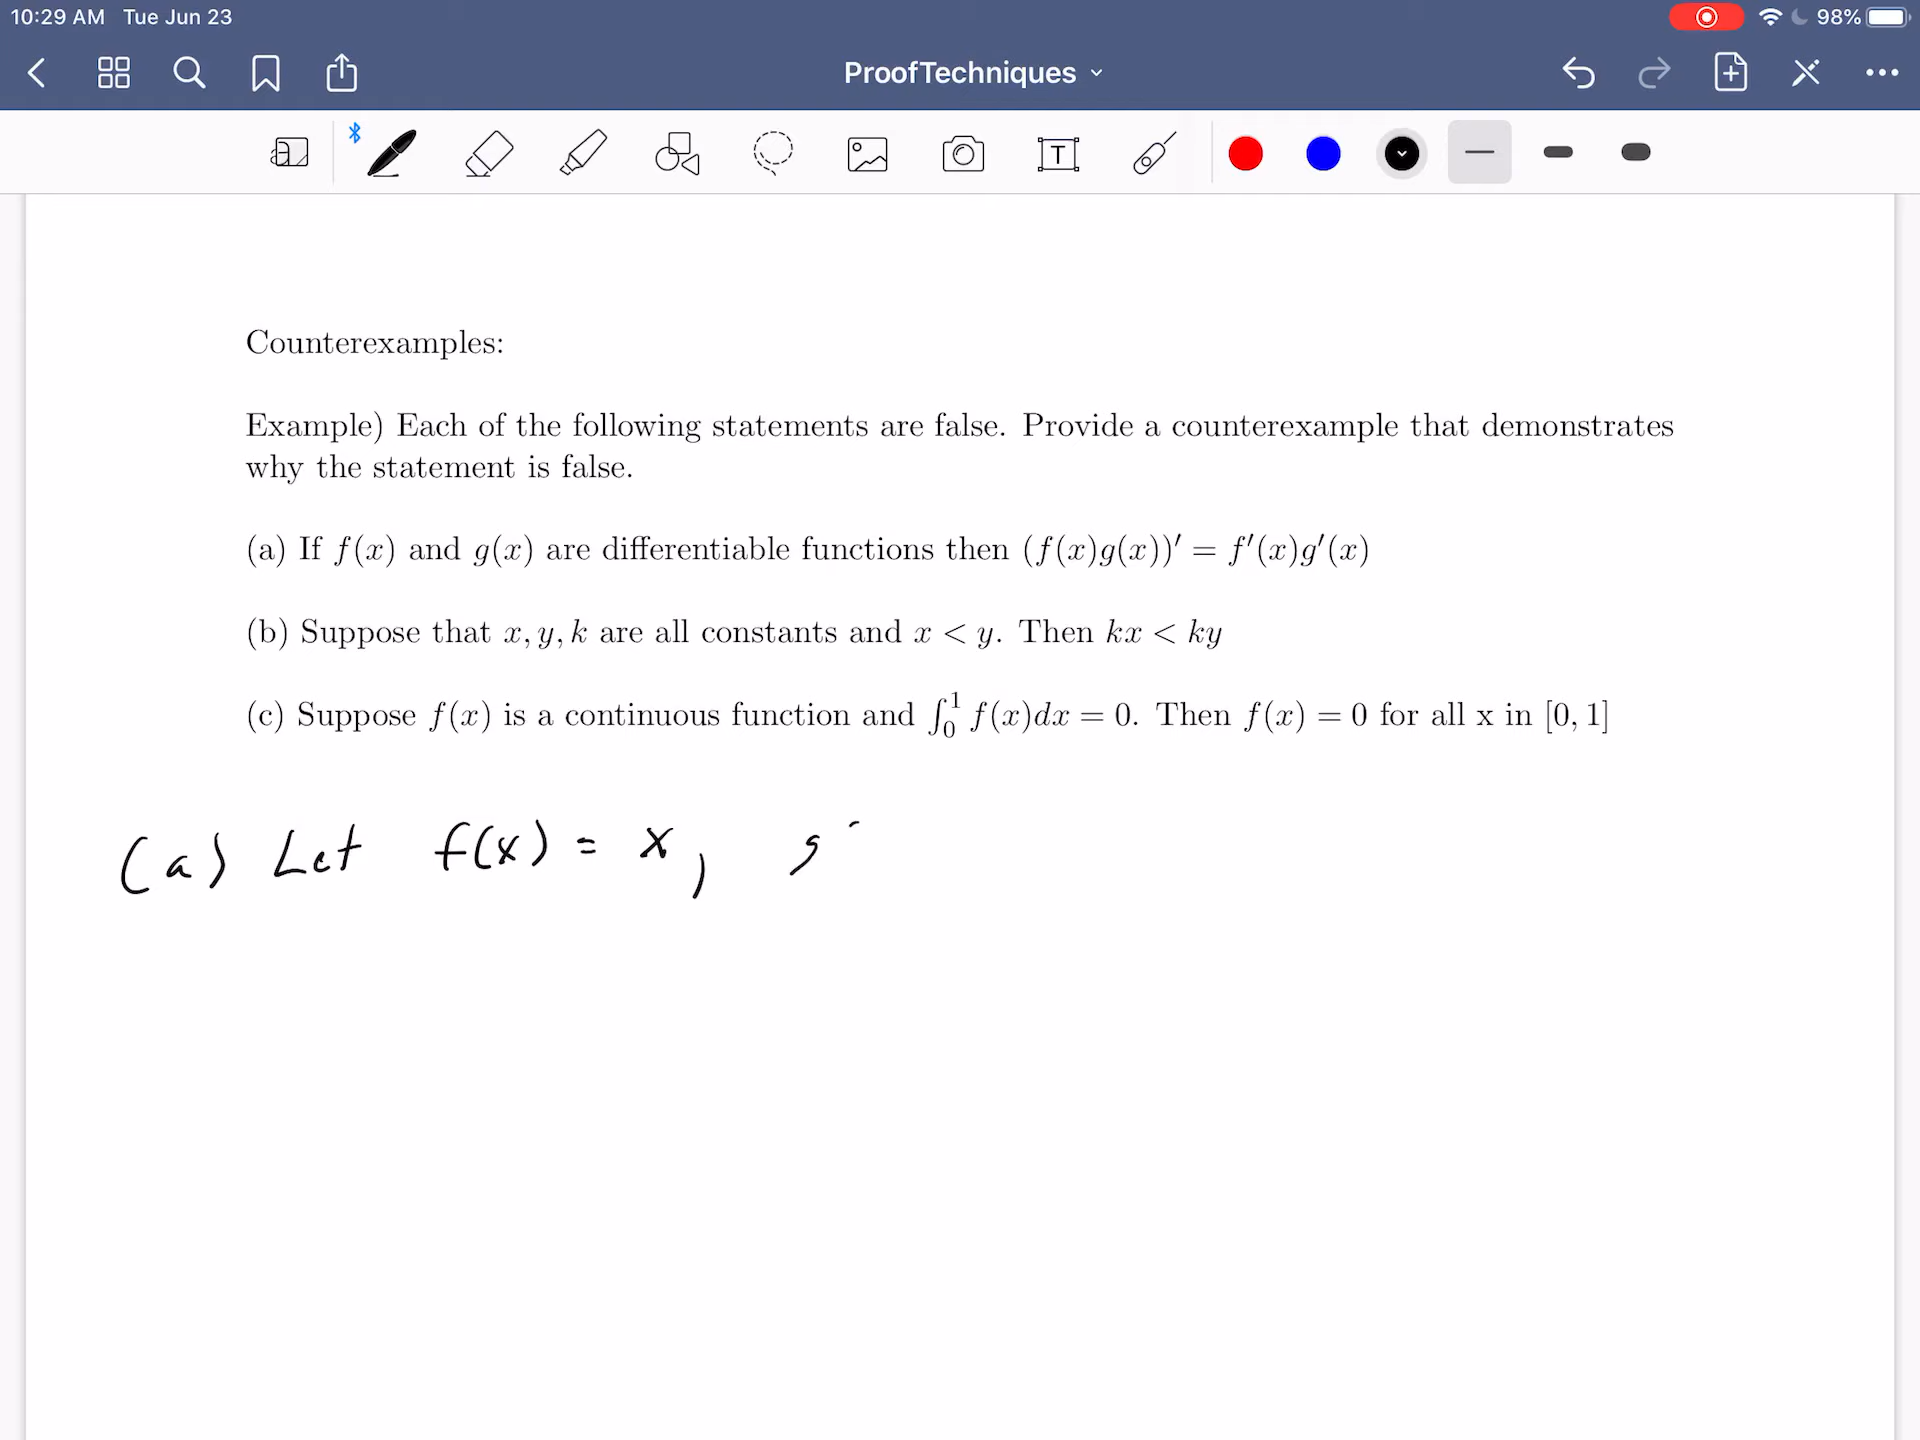 10:29 AM Tue Jun 23
98%
ProofTechniques
Counterexamples:
Example) Each of the following statements are false. Provide a counterexample that demonstrates
why the statement is false.
(a) If f(x) and g(x) are differentiable functions then (f(x)g(x))′ = f′(x)g′(x)
(b) Suppose that x, y, k are all constants and x < y. Then kx < ky
(c) Suppose f(x) is a continuous function and ∫₀¹ f(x)dx = 0. Then f(x) = 0 for all x in [0, 1]
(a) Let f(x) = x, g